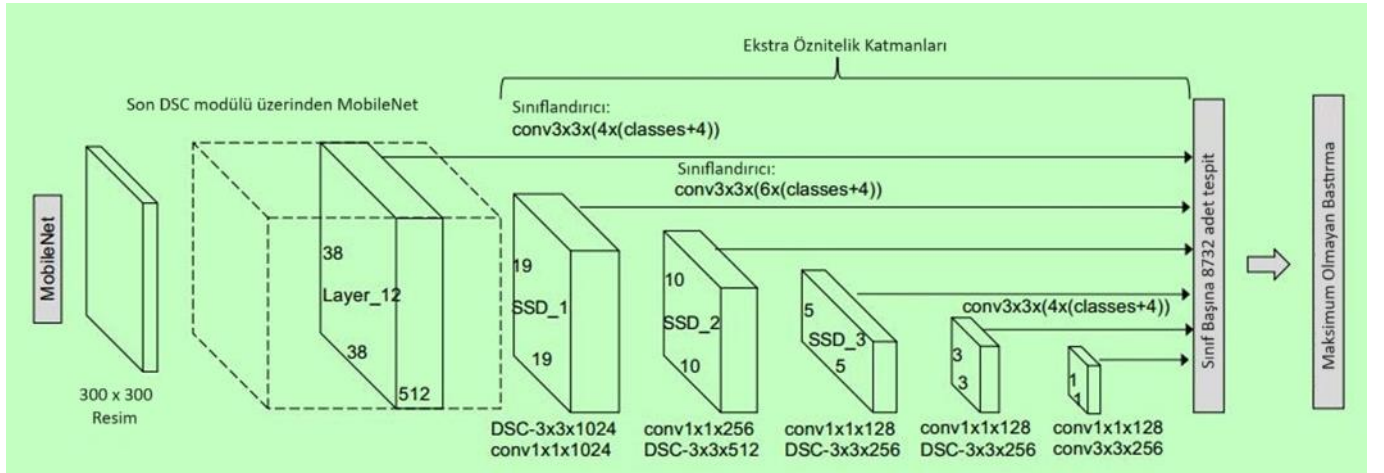 Ekstra Öznitelik Katmanları
Son DSC modülü üzerinden MobileNet
Sınıflandırıcı:
conv3x3x(4x(classes+4))
Sınıflandırıcı:
conv3x3x(6x(classes+4))
MobileNet
300 x 300
Resim
38
Layer_12
38
512
19
SSD_1
19
10
SSD_2
10
5
SSD_3
5
conv3x3x(4x(classes+4))
3
3
1
1
DSC-3x3x1024
conv1x1x1024
conv1x1x256
DSC-3x3x512
conv1x1x128
DSC-3x3x256
conv1x1x128
DSC-3x3x256
conv1x1x128
conv3x3x256
Sınıf Başına 8732 adet tespit
Maksimum Olmayan Bastırma